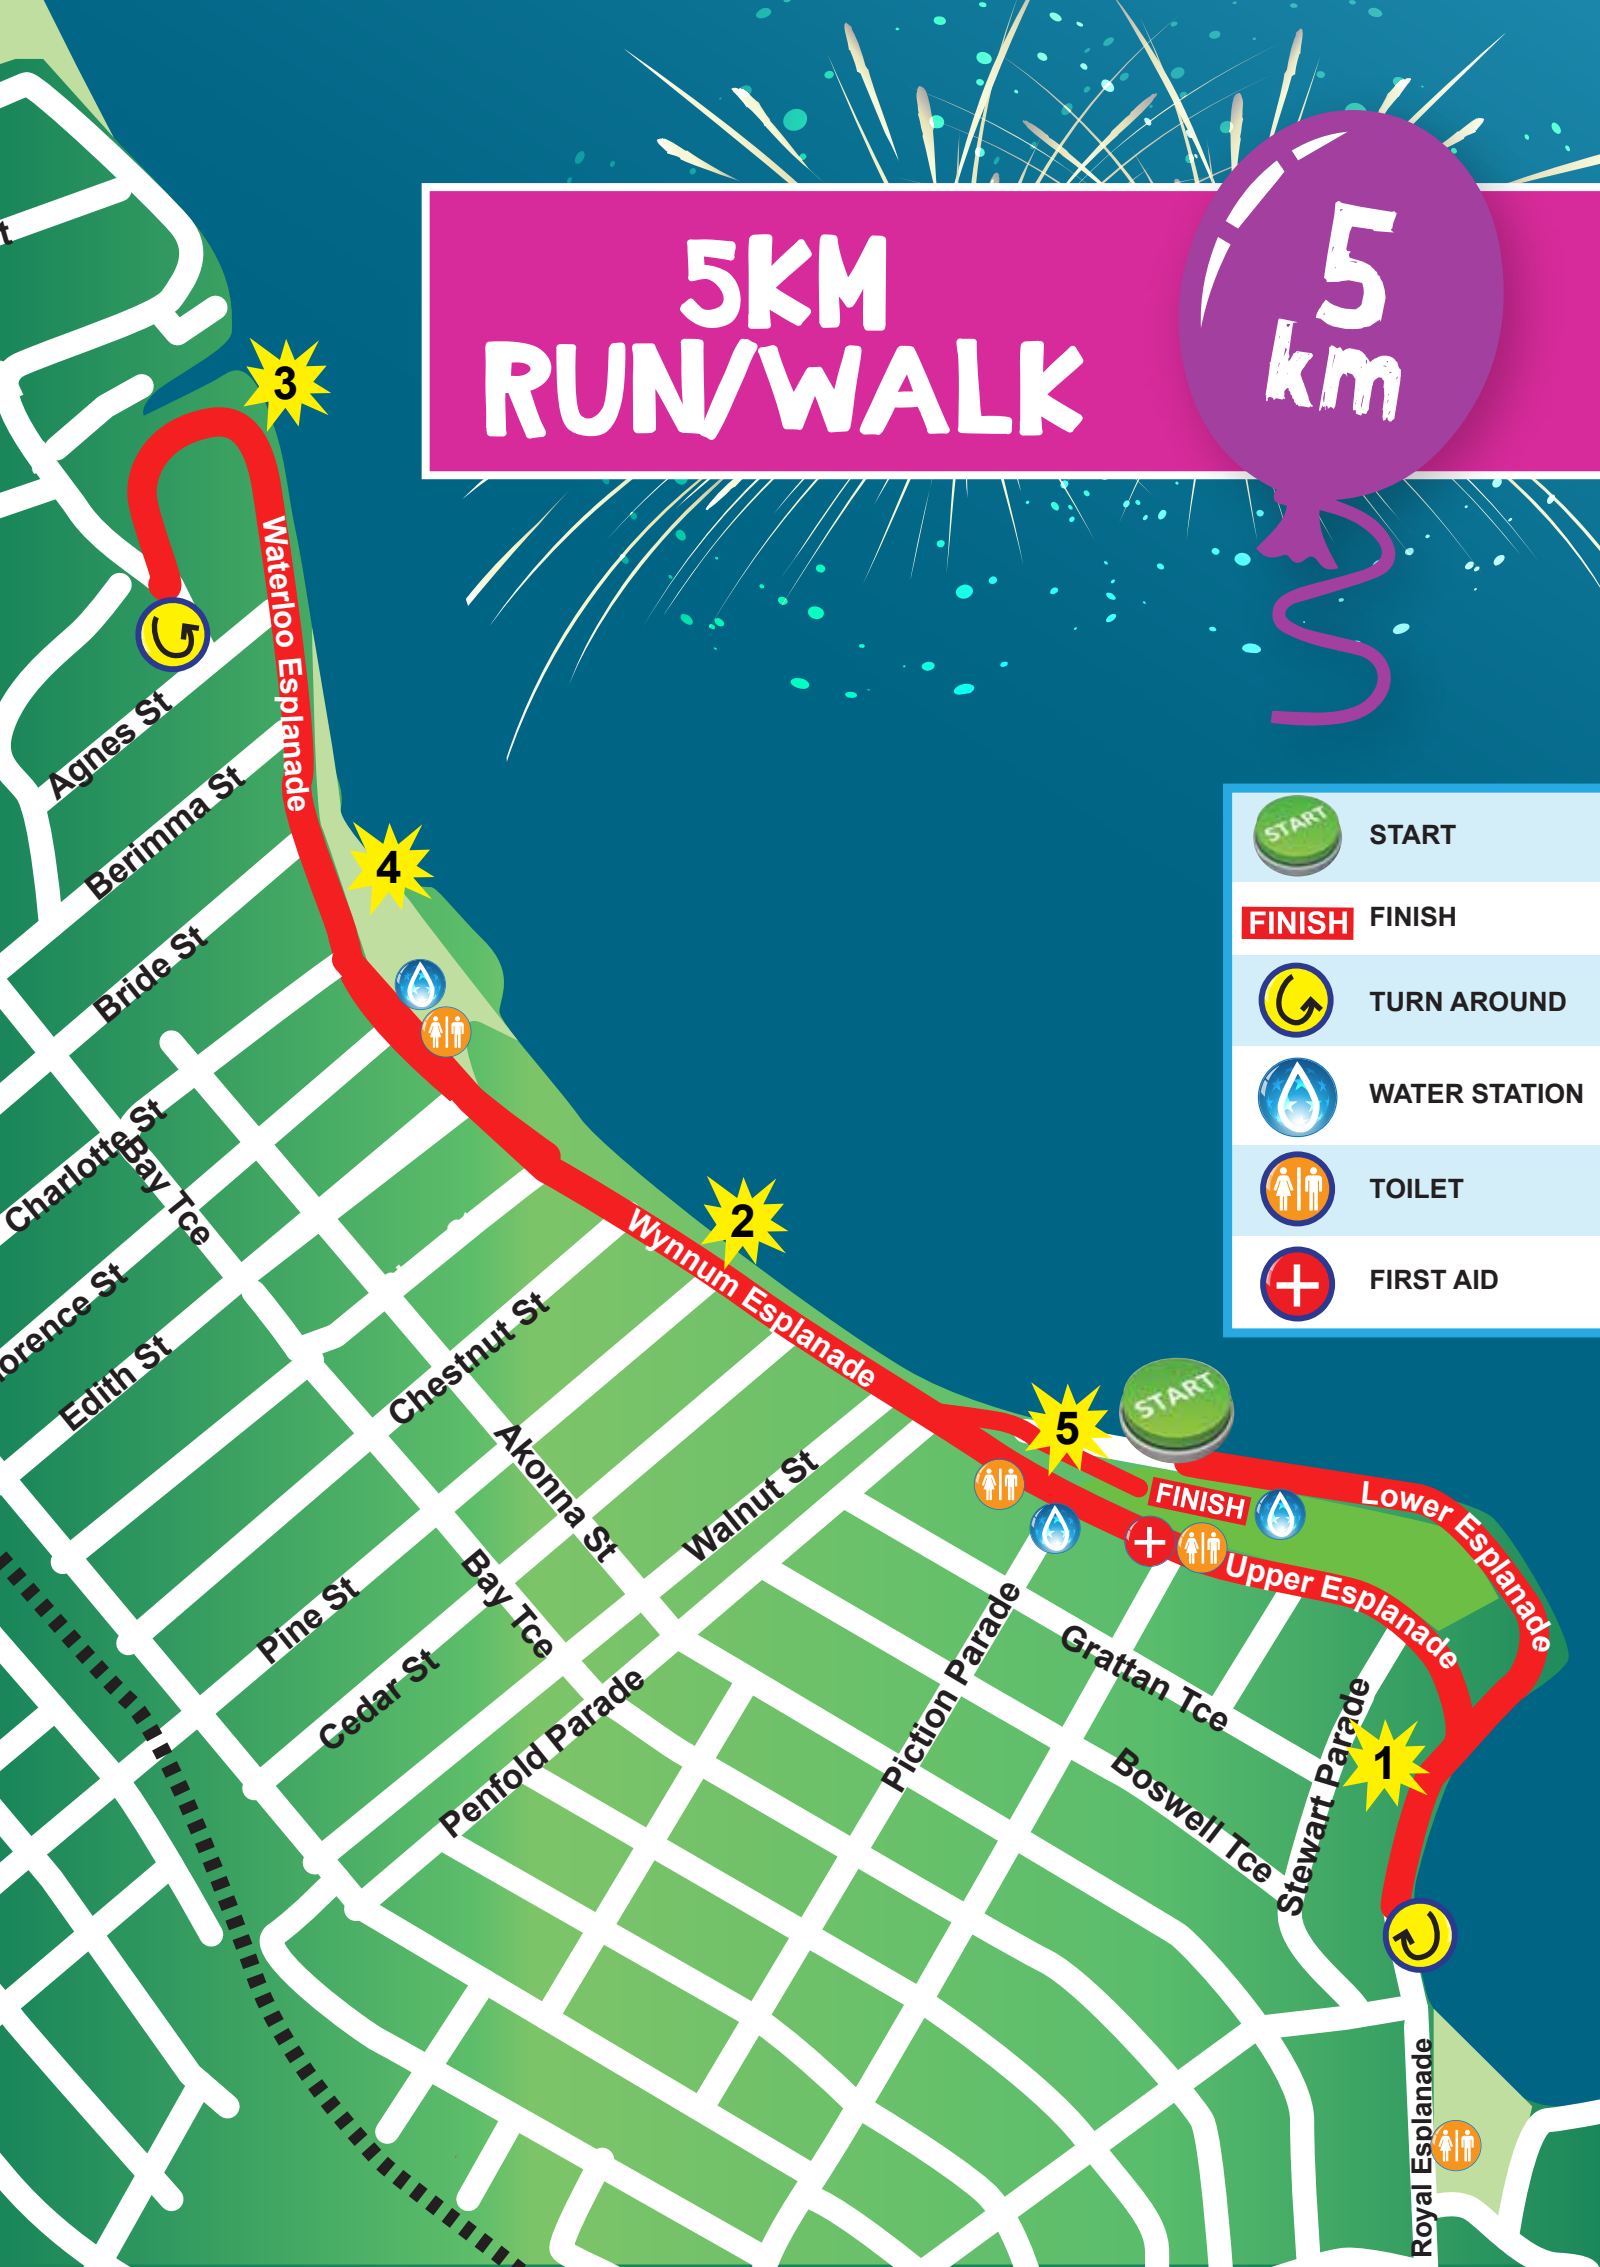 5KM
RUN/WALK
5
km
3
Waterloo Esplanade
Agnes St
Berimma St
4
Bride St
START
START
FINISH
FINISH
TURN AROUND
WATER STATION
TOILET
FIRST AID
Charlotte St
Bay Tce
2
Wynnum Esplanade
orence St
Edith St
Chestnut St
START
5
FINISH
Lower Esplanade
Upper Esplanade
Akonna St
Walnut St
Bay Tce
Pine St
Cedar St
Penfold Parade
Piction Parade
Grattan Tce
Boswell Tce
Stewart Parade
1
Royal Esplanade